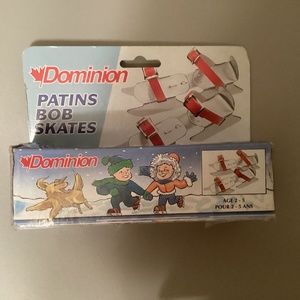 Dominion
PATINS
BOB
SKATES
Dominion
AGE 2 - 5
POUR 2 - 5 ANS